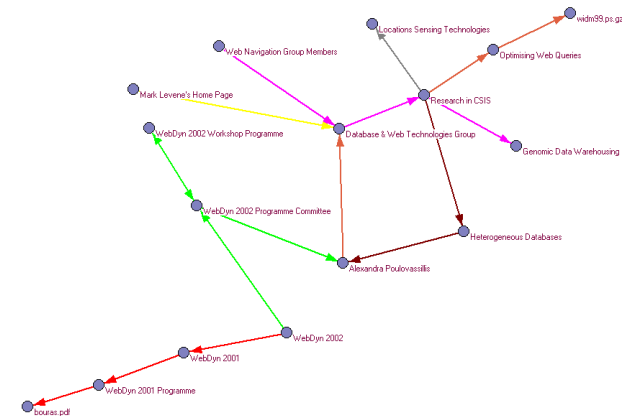 widm99.ps.gz
Locations Sensing Technologies
Web Navigation Group Members
Optimising Web Queries
Mark Levene's Home Page
Research in CSIS
WebDyn 2002 Workshop Programme
Database & Web Technologies Group
Genomic Data Warehousing
WebDyn 2002 Programme Committee
Heterogeneous Databases
Alexandra Poulovassillis
WebDyn 2002
WebDyn 2001
WebDyn 2001 Programme
bouras.pdf